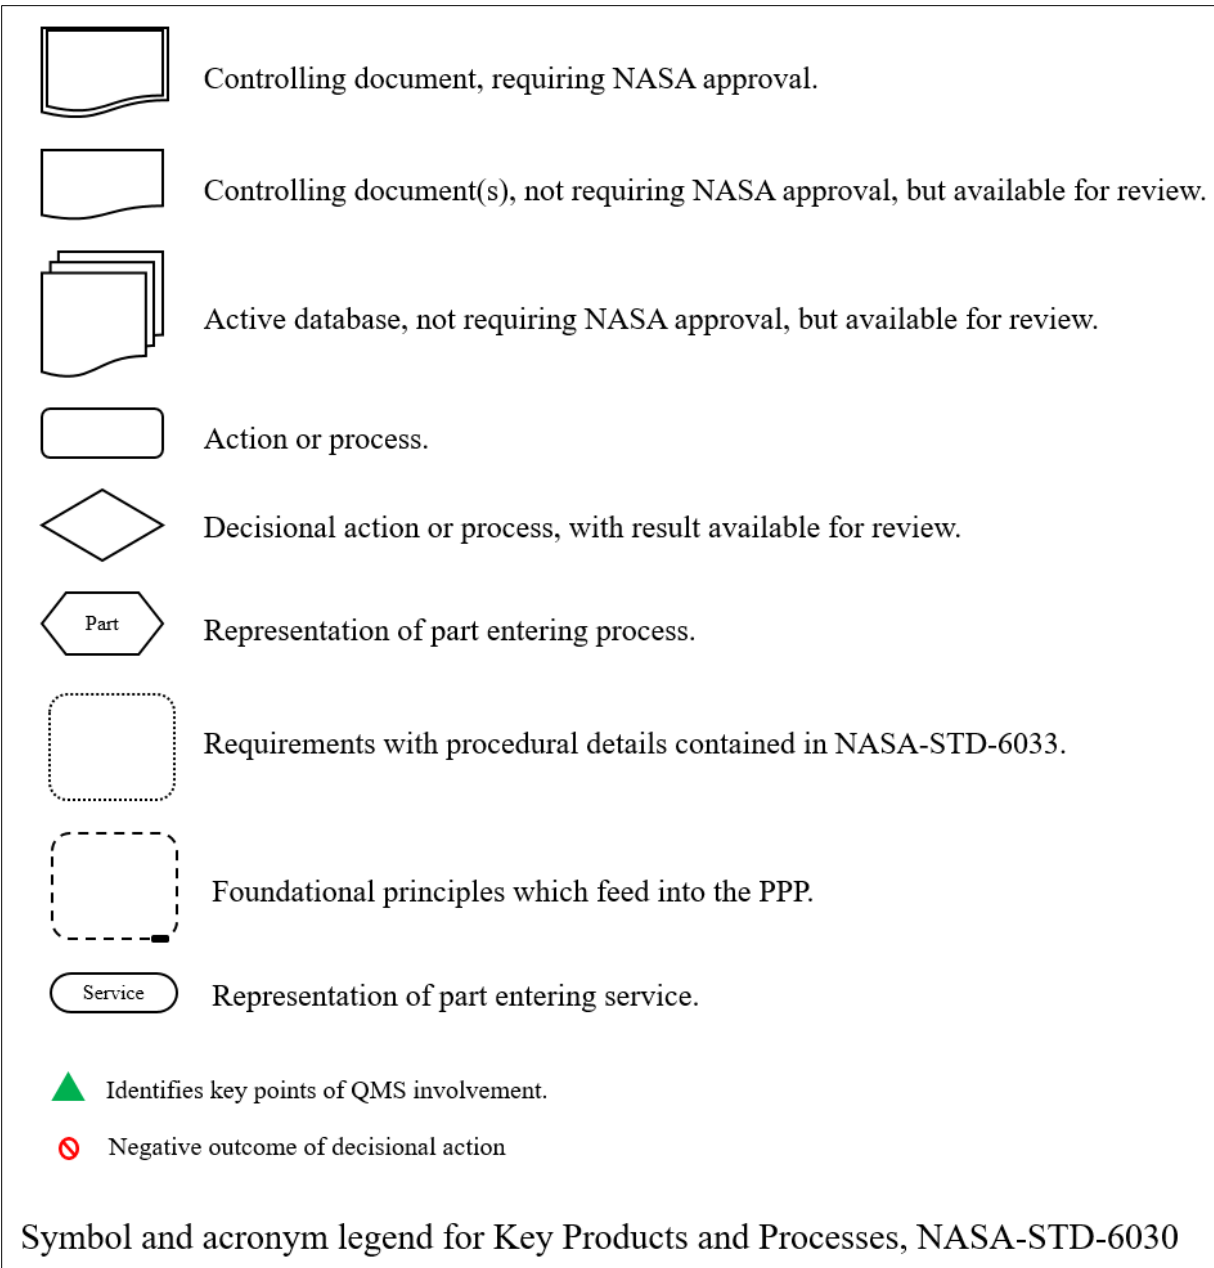 Controlling document, requiring NASA approval.
Controlling document(s), not requiring NASA approval, but available for review.
Active database, not requiring NASA approval, but available for review.
Action or process.
Decisional action or process, with result available for review.
Part
Representation of part entering process.
Requirements with procedural details contained in NASA-STD-6033.
Foundational principles which feed into the PPP.
Service
Representation of part entering service.
Identifies key points of QMS involvement.
Negative outcome of decisional action
Symbol and acronym legend for Key Products and Processes, NASA-STD-6030